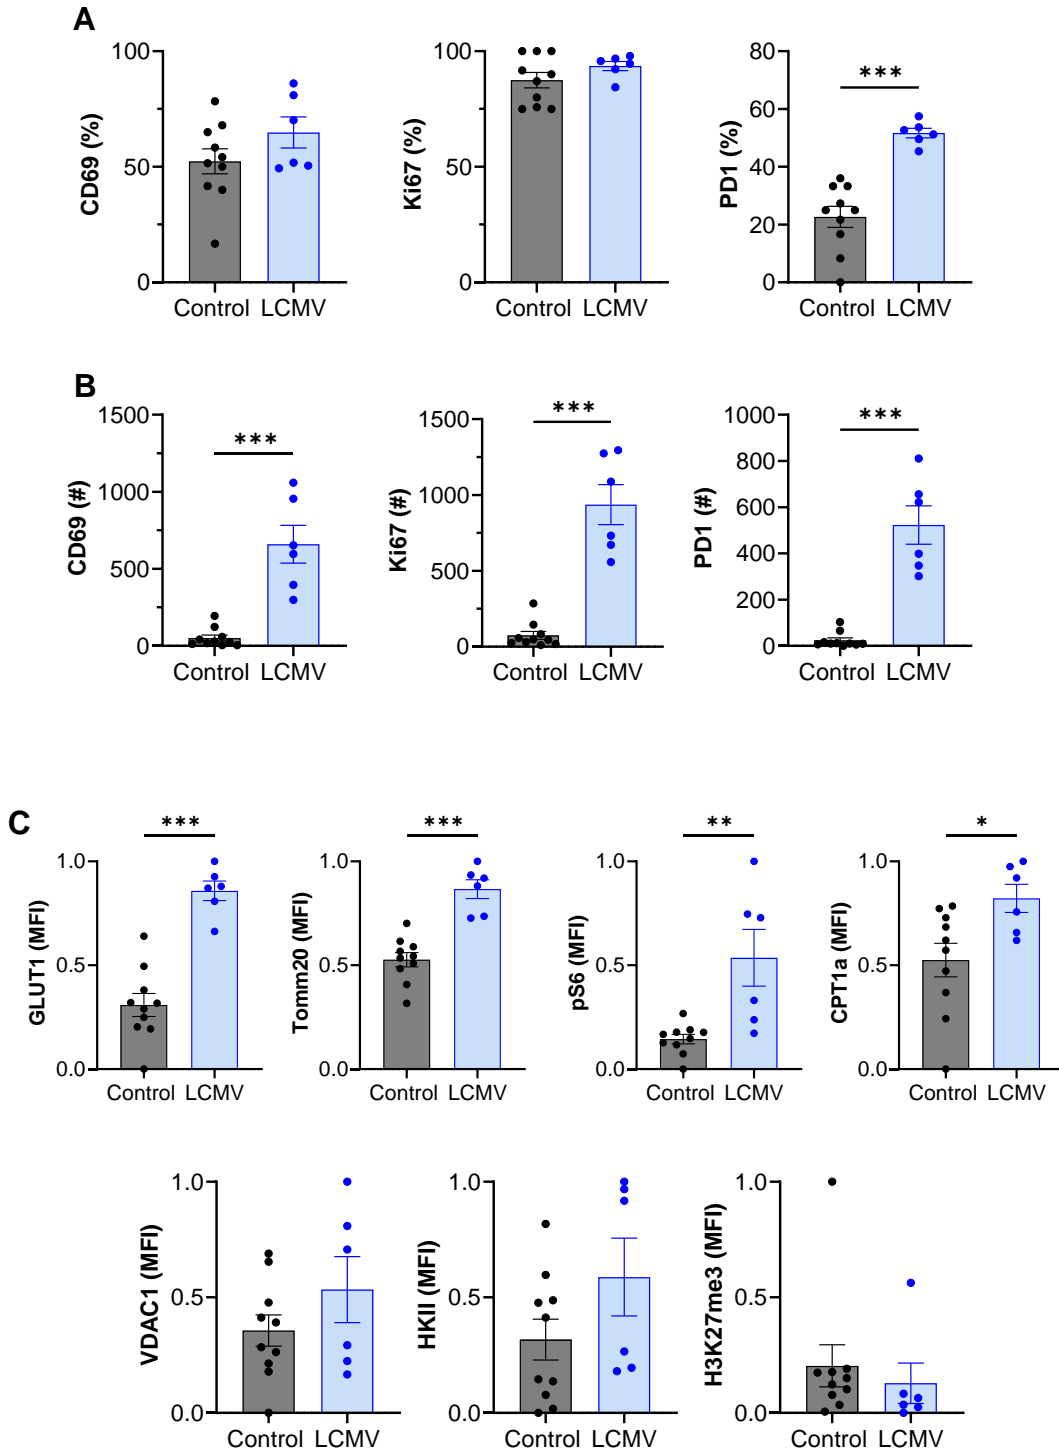 A
CD69 (%)
100
50
0
Control LCMV
Ki67 (%)
100
50
0
Control LCMV
PD1 (%)
80
60
40
20
0
***
Control LCMV
B
CD69 (#)
1500
1000
500
0
***
Control LCMV
Ki67 (#)
1500
1000
500
0
***
Control LCMV
PD1 (#)
1000
800
600
400
200
0
***
Control LCMV
C
GLUT1 (MFI)
1.0
0.5
0.0
***
Control LCMV
Tomm20 (MFI)
1.0
0.5
0.0
***
Control LCMV
pS6 (MFI)
1.0
0.5
0.0
**
Control LCMV
CPT1a (MFI)
1.0
0.5
0.0
*
Control LCMV
VDAC1 (MFI)
1.0
0.5
0.0
Control LCMV
HKII (MFI)
1.0
0.5
0.0
Control LCMV
H3K27me3 (MFI)
1.0
0.5
0.0
Control LCMV